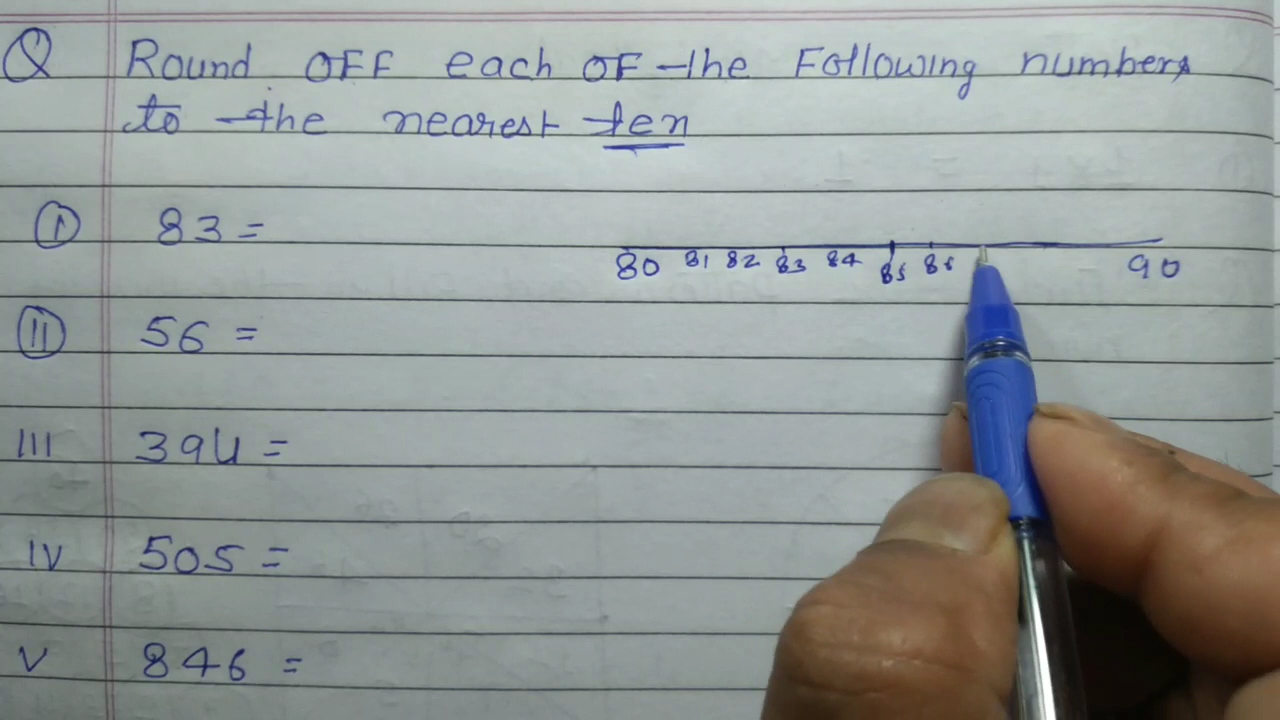 Q Round OFF each OF the Following numbers
to the nearest ten
I 83 =
80 81 82 83 84 85 86 90
II 56 =
III 394 =
IV 505 =
V 846 =